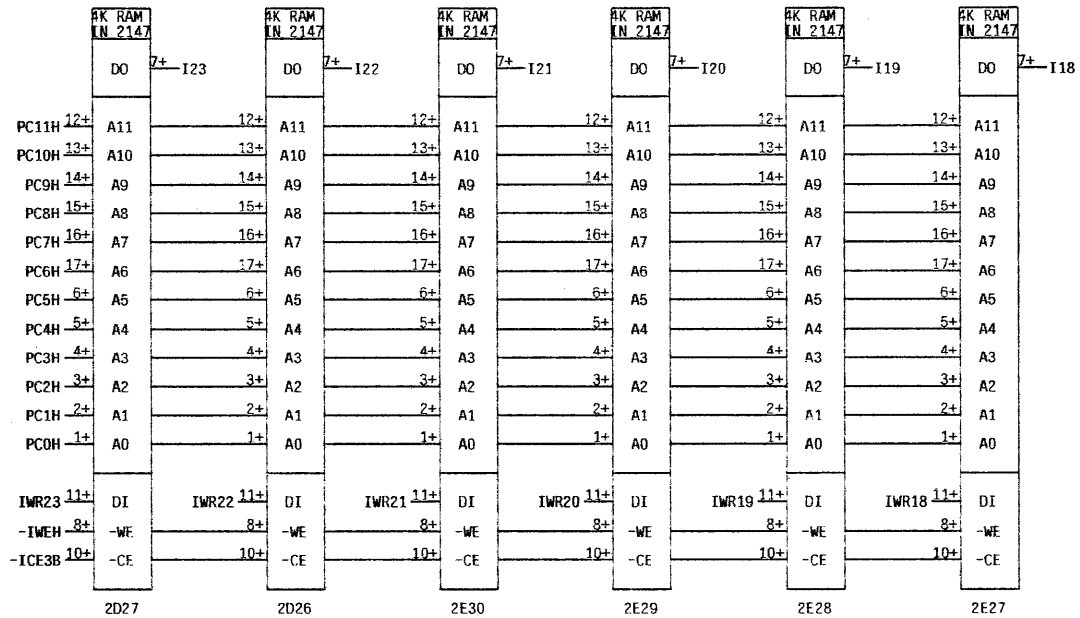 4K RAM 4K RAM 4K RAM 4K RAM 4K RAM 4K RAM
IN 2147 IN 2147 IN 2147 IN 2147 IN 2147 IN 2147
DO 7+ I23 DO 7+ I22 DO 7+ I21 DO 7+ I20 DO 7+ I19 DO 7+ I18
PC11H 12+ A11 12+ A11 12+ A11 12+ A11 12+ A11 12+ A11
PC10H 13+ A10 13+ A10 13+ A10 13+ A10 13+ A10 13+ A10
PC9H 14+ A9 14+ A9 14+ A9 14+ A9 14+ A9 14+ A9
PC8H 15+ A8 15+ A8 15+ A8 15+ A8 15+ A8 15+ A8
PC7H 16+ A7 16+ A7 16+ A7 16+ A7 16+ A7 16+ A7
PC6H 17+ A6 17+ A6 17+ A6 17+ A6 17+ A6 17+ A6
PC5H 6+ A5 6+ A5 6+ A5 6+ A5 6+ A5 6+ A5
PC4H 5+ A4 5+ A4 5+ A4 5+ A4 5+ A4 5+ A4
PC3H 4+ A3 4+ A3 4+ A3 4+ A3 4+ A3 4+ A3
PC2H 3+ A2 3+ A2 3+ A2 3+ A2 3+ A2 3+ A2
PC1H 2+ A1 2+ A1 2+ A1 2+ A1 2+ A1 2+ A1
PC0H 1+ A0 1+ A0 1+ A0 1+ A0 1+ A0 1+ A0
IWR23 11+ DI IWR22 11+ DI IWR21 11+ DI IWR20 11+ DI IWR19 11+ DI IWR18 11+ DI
-IWEH 8+ -WE 8+ -WE 8+ -WE 8+ -WE 8+ -WE 8+ -WE
-ICE3B 10+ -CE 10+ -CE 10+ -CE 10+ -CE 10+ -CE 10+ -CE
2D27 2D26 2E30 2E29 2E28 2E27